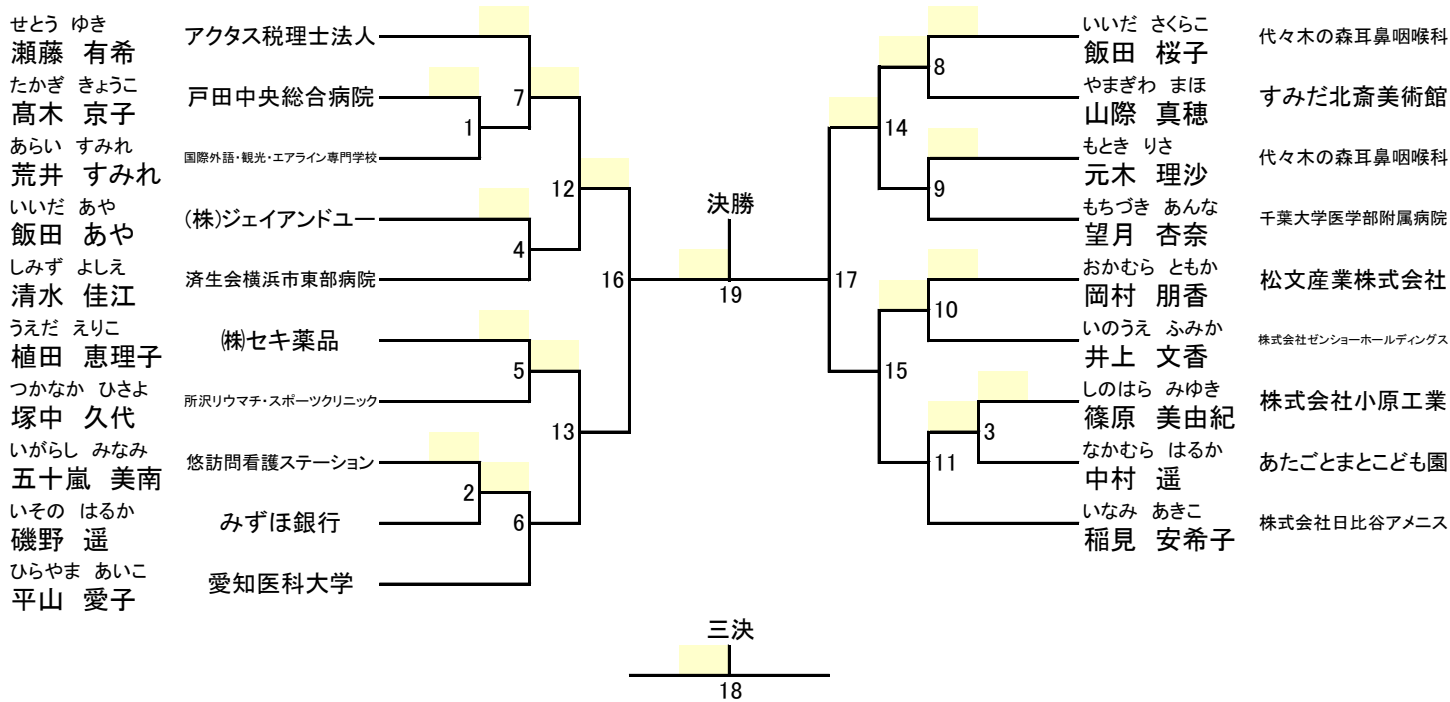 せとう ゆき
瀬藤 有希 アクタス税理士法人
たかぎ きょうこ
髙木 京子 戸田中央総合病院
あらい すみれ
荒井 すみれ 国際外語・観光・エアライン専門学校
いいだ あや
飯田 あや (株)ジェイアンドユー
しみず よしえ
清水 佳江 済生会横浜市東部病院
うえだ えりこ
植田 恵理子 ㈱セキ薬品
つかなか ひさよ
塚中 久代 所沢リウマチ・スポーツクリニック
いがらし みなみ
五十嵐 美南 悠訪問看護ステーション
いその はるか
磯野 遥 みずほ銀行
ひらやま あいこ
平山 愛子 愛知医科大学
7
1
12
4
16
5
13
2
6
決勝
19
三決
18
8
14
9
17
10
15
3
11
いいだ さくらこ
飯田 桜子 代々木の森耳鼻咽喉科
やまぎわ まほ
山際 真穂 すみだ北斎美術館
もとき りさ
元木 理沙 代々木の森耳鼻咽喉科
もちづき あんな
望月 杏奈 千葉大学医学部附属病院
おかむら ともか
岡村 朋香 松文産業株式会社
いのうえ ふみか
井上 文香 株式会社ゼンショーホールディングス
しのはら みゆき
篠原 美由紀 株式会社小原工業
なかむら はるか
中村 遥 あたごとまとこども園
いなみ あきこ
稲見 安希子 株式会社日比谷アメニス